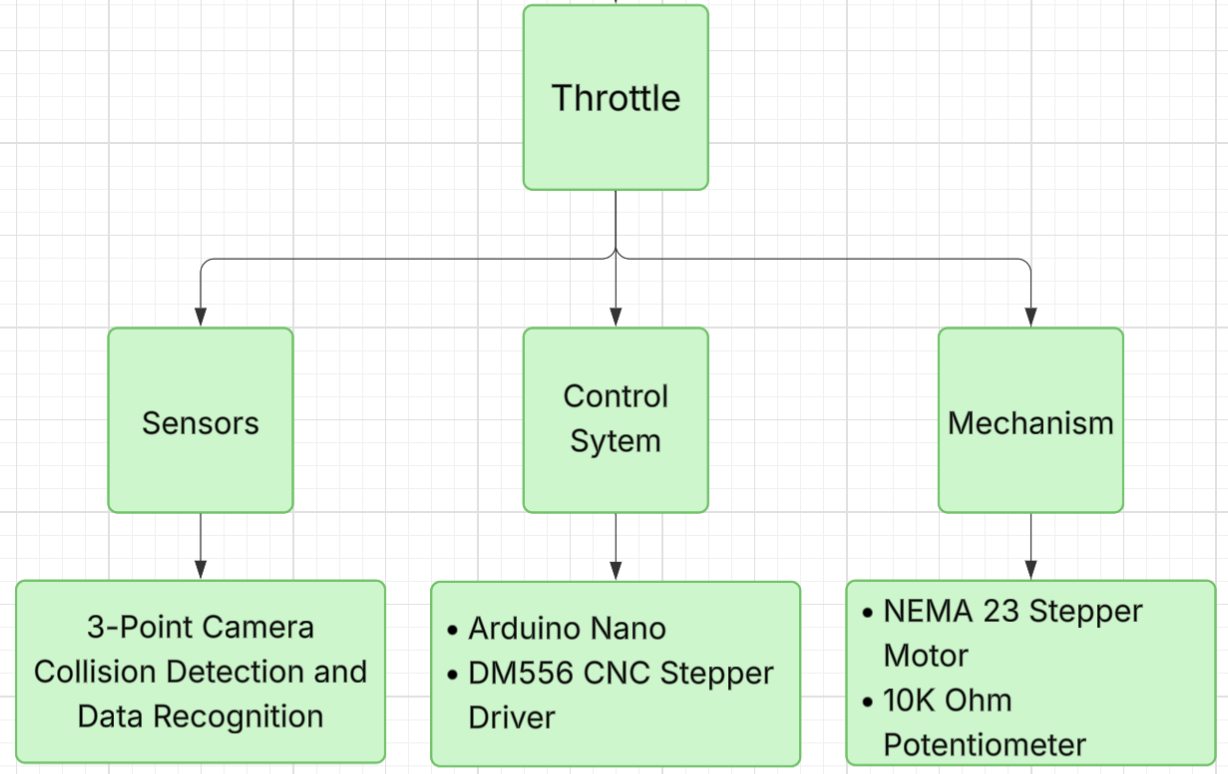 Throttle
Sensors
Control
Sytem
Mechanism
3-Point Camera
Collision Detection and
Data Recognition
• Arduino Nano
• DM556 CNC Stepper
Driver
• NEMA 23 Stepper
Motor
• 10K Ohm
Potentiometer